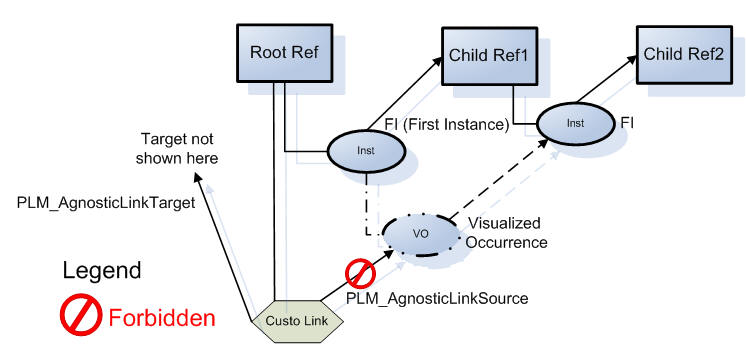 Root Ref
Child Ref1
Child Ref2
FI (First Instance)
Inst
FI
Inst
Target not
shown here
PLM_AgnosticLinkTarget
VO
Visualized
Occurrence
Legend
Forbidden
PLM_AgnosticLinkSource
Custo Link